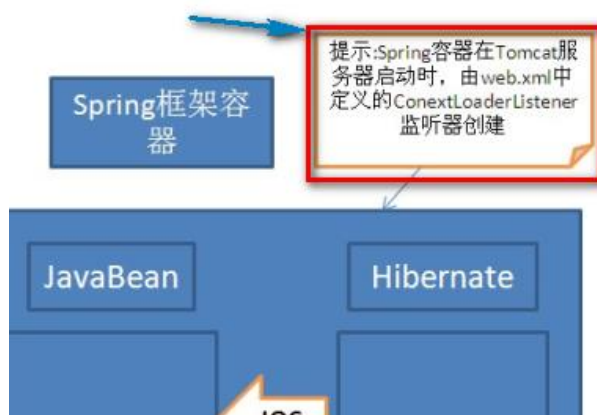 提示:Spring容器在Tomcat服
务器启动时，由web.xml中
定义的ConextLoaderListener
监听器创建
Spring框架容
器
JavaBean
Hibernate